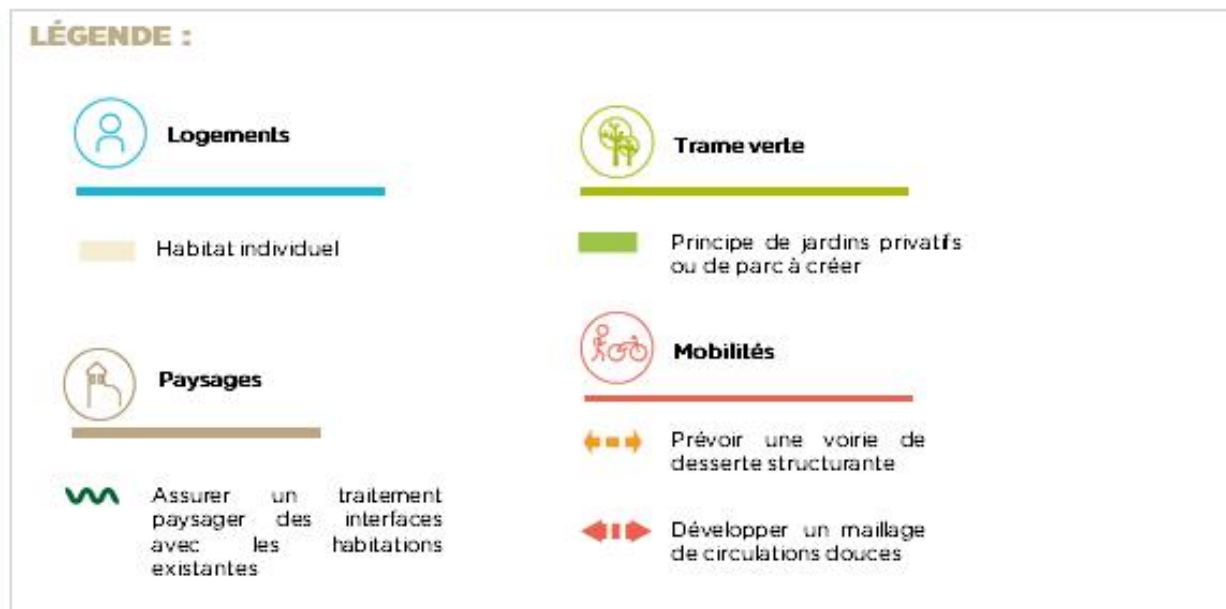 LÉGENDE :
Logements
Habitat individuel
Paysages
Assurer un traitement
paysager des interfaces
avec les habitations
existantes
Trame verte
Principe de jardins privatifs
ou de parc à créer
Mobilités
Prévoir une voirie de
desserte structurante
Développer un maillage
de circulations douces